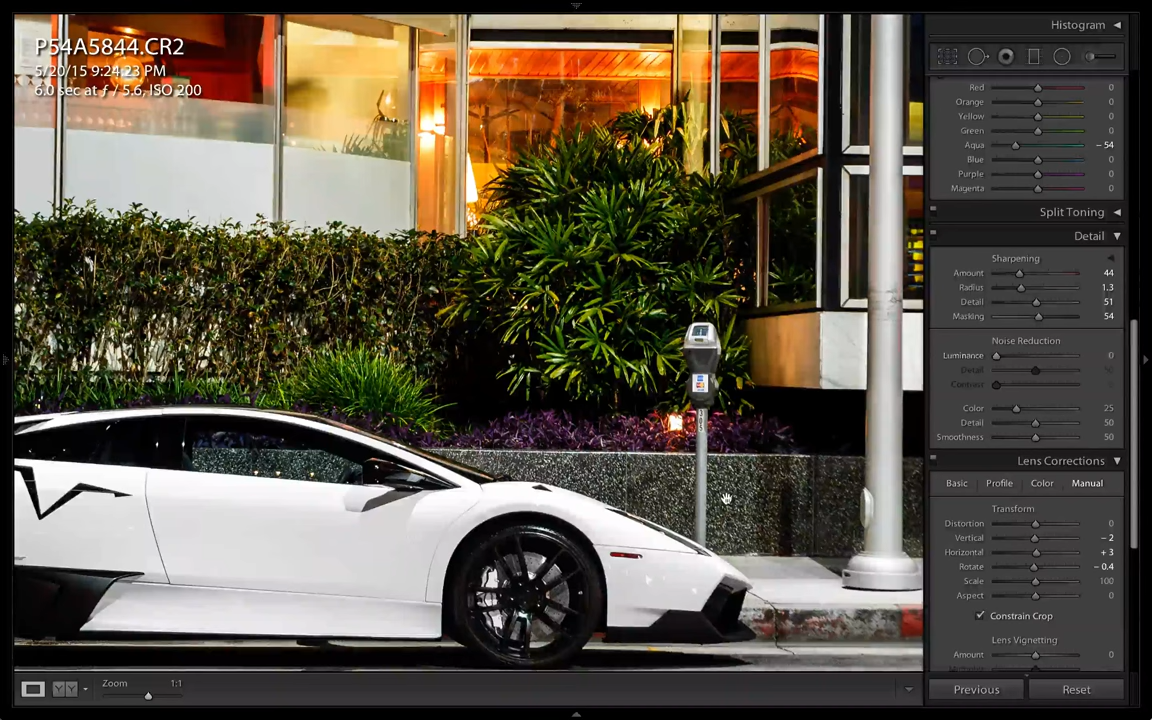 P54A5844.CR2
5/20/15 9:24:23 PM
6.0 sec at ƒ / 5.6, ISO 200
Histogram
Red 0
Orange 0
Yellow 0
Green 0
Aqua – 54
Blue 0
Purple 0
Magenta 0
Split Toning
Detail
Sharpening
Amount 44
Radius 1.3
Detail 51
Masking 54
Noise Reduction
Luminance 0
Detail 50
Contrast 0
Color 25
Detail 50
Smoothness 50
Lens Corrections
Basic Profile Color Manual
Transform
Distortion 0
Vertical – 2
Horizontal + 3
Rotate – 0.4
Scale 100
Aspect 0
Constrain Crop
Lens Vignetting
Amount 0
Zoom 1:1
Previous Reset